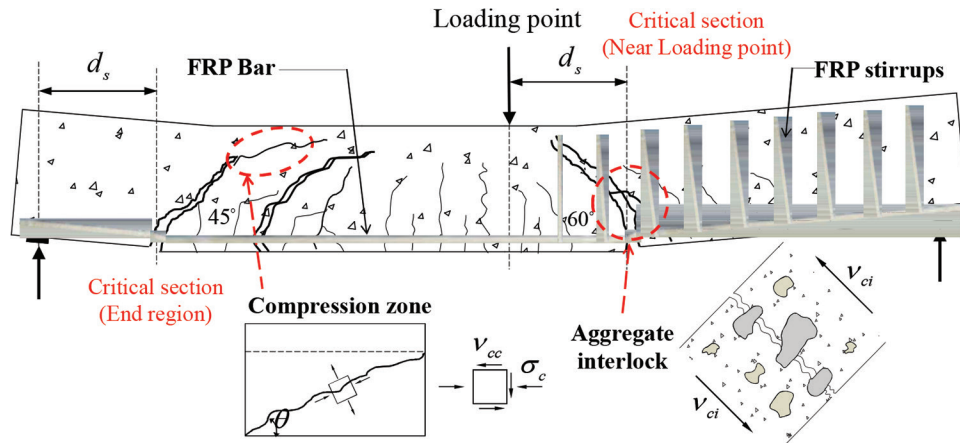 Loading point
Critical section
(Near Loading point)
d_s
FRP Bar
d_s
FRP stirrups
45°
60°
Critical section
(End region)
Compression zone
Aggregate
interlock
ν_cc
σ_c
θ
ν_ci
ν_ci